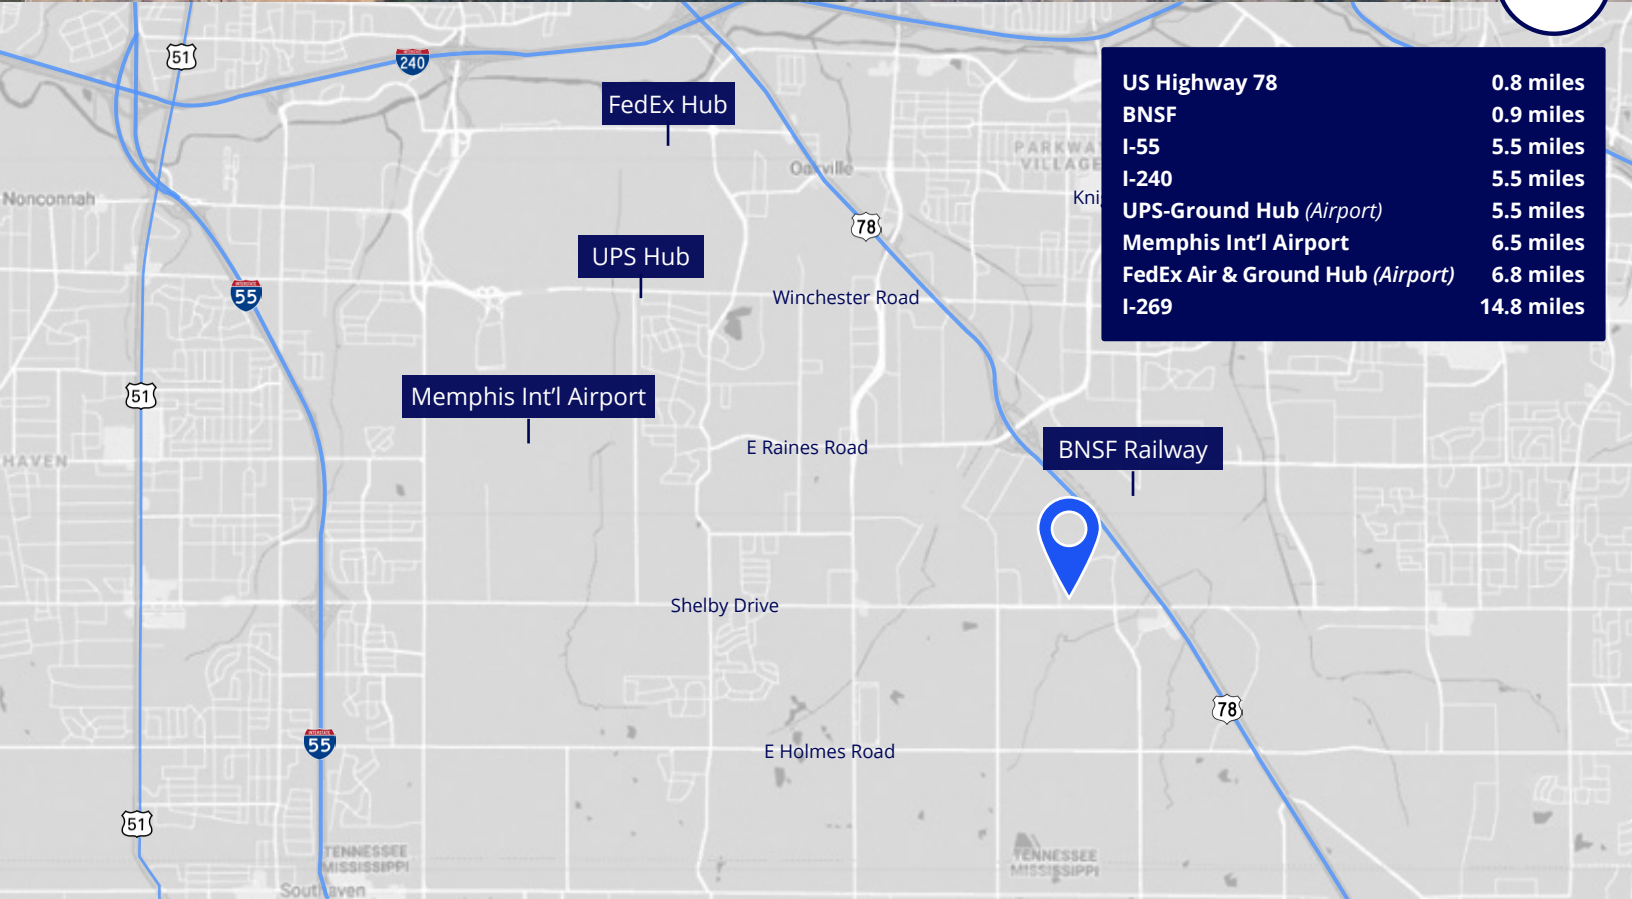 51
INTERSTATE
240
FedEx Hub
US Highway 78 0.8 miles
BNSF 0.9 miles
I-55 5.5 miles
I-240 5.5 miles
UPS-Ground Hub (Airport) 5.5 miles
Memphis Int'l Airport 6.5 miles
FedEx Air & Ground Hub (Airport) 6.8 miles
I-269 14.8 miles
Oakville
Nonconnah
78
UPS Hub
INTERSTATE
55
Winchester Road
51
Memphis Int'l Airport
E Raines Road
BNSF Railway
HAVEN
Shelby Drive
78
INTERSTATE
55
E Holmes Road
51
TENNESSEE
MISSISSIPPI
TENNESSEE
MISSISSIPPI
Southaven